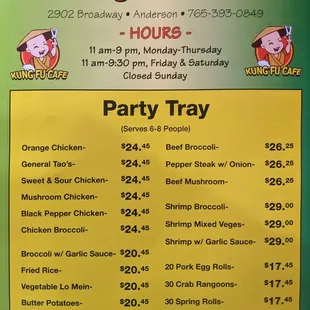 2902 Broadway • Anderson • 765-393-0849
- HOURS -
11 am-9 pm, Monday-Thursday
11 am-9:30 pm, Friday & Saturday
Closed Sunday
KUNG FU CAFE
KUNG FU CAFE
Party Tray
(Serves 6-8 People)
Orange Chicken- $24.45
General Tao's- $24.45
Sweet & Sour Chicken- $24.45
Mushroom Chicken- $24.45
Black Pepper Chicken- $24.45
Chicken Broccoli- $24.45
Broccoli w/ Garlic Sauce- $20.45
Fried Rice- $20.45
Vegetable Lo Mein- $20.45
Butter Potatoes- $20.45
Beef Broccoli- $26.25
Pepper Steak w/ Onion- $26.25
Beef Mushroom- $26.25
Shrimp Broccoli- $29.00
Shrimp Mixed Veges- $29.00
Shrimp w/ Garlic Sauce- $29.00
20 Pork Egg Rolls- $17.45
30 Crab Rangoons- $17.45
30 Spring Rolls- $17.45